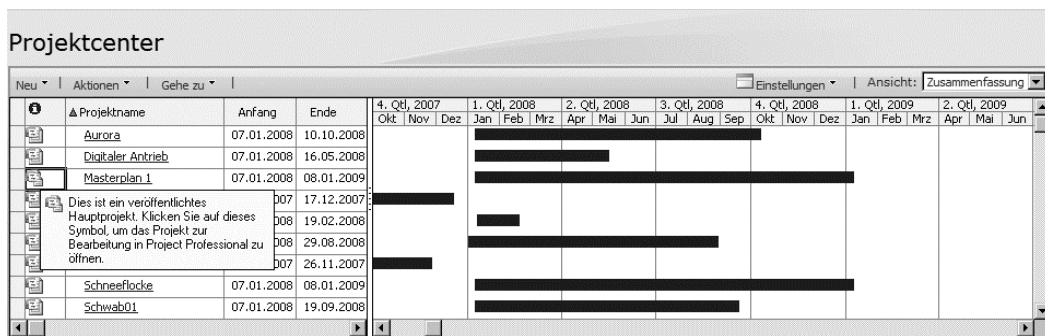 Projektcenter
Neu Aktionen Gehe zu Einstellungen Ansicht: Zusammenfassung
Projektname Anfang Ende 4. Qtl, 2007 1. Qtl, 2008 2. Qtl, 2008 3. Qtl, 2008 4. Qtl, 2008 1. Qtl, 2009 2. Qtl, 2009
Okt Nov Dez Jan Feb Mrz Apr Mai Jun Jul Aug Sep Okt Nov Dez Jan Feb Mrz Apr Mai Jun
Aurora 07.01.2008 10.10.2008
Digitaler Antrieb 07.01.2008 16.05.2008
Masterplan 1 07.01.2008 08.01.2009
007 17.12.2007
008 19.02.2008
008 29.08.2008
007 26.11.2007
Dies ist ein veröffentlichtes
Hauptprojekt. Klicken Sie auf dieses
Symbol, um das Projekt zur
Bearbeitung in Project Professional zu
öffnen.
Schneeflocke 07.01.2008 08.01.2009
Schwab01 07.01.2008 19.09.2008